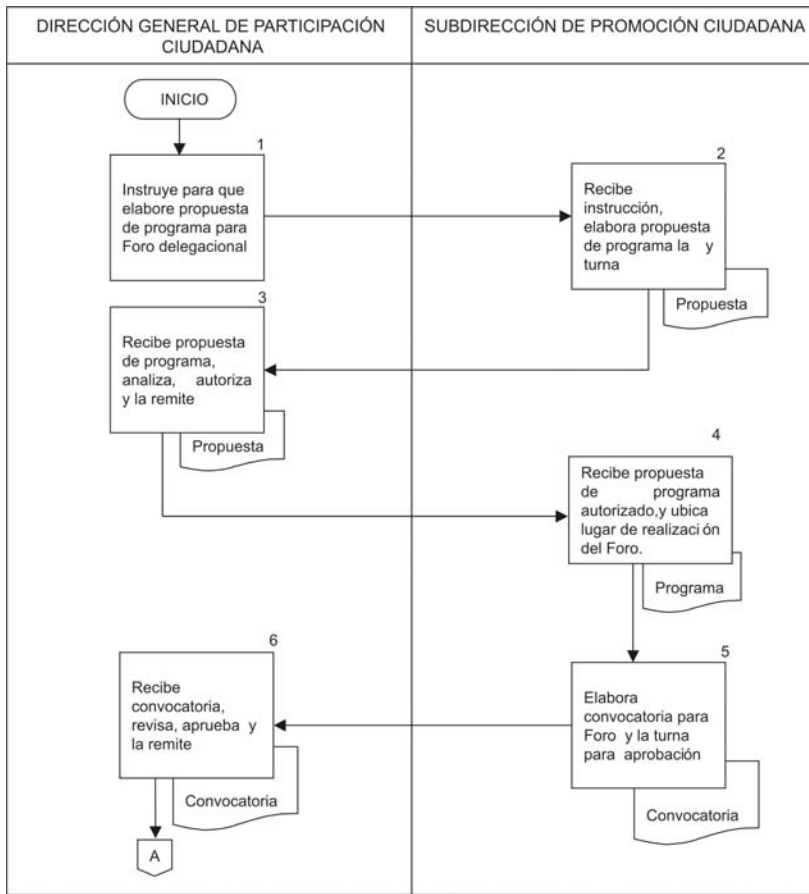 DIRECCIÓN GENERAL DE PARTICIPACIÓN
CIUDADANA
SUBDIRECCIÓN DE PROMOCIÓN CIUDADANA
INICIO
1
Instruye para que
elabore propuesta
de programa para
Foro delegacional
2
Recibe
instrucción,
elabora propuesta
de programa la y
turna
Propuesta
3
Recibe propuesta
de programa,
analiza, autoriza
y la remite
Propuesta
4
Recibe propuesta
de programa
autorizado,y ubica
lugar de realización
del Foro.
Programa
5
Elabora
convocatoria para
Foro y la turna
para aprobación
Convocatoria
6
Recibe
convocatoria,
revisa, aprueba y
la remite
Convocatoria
A